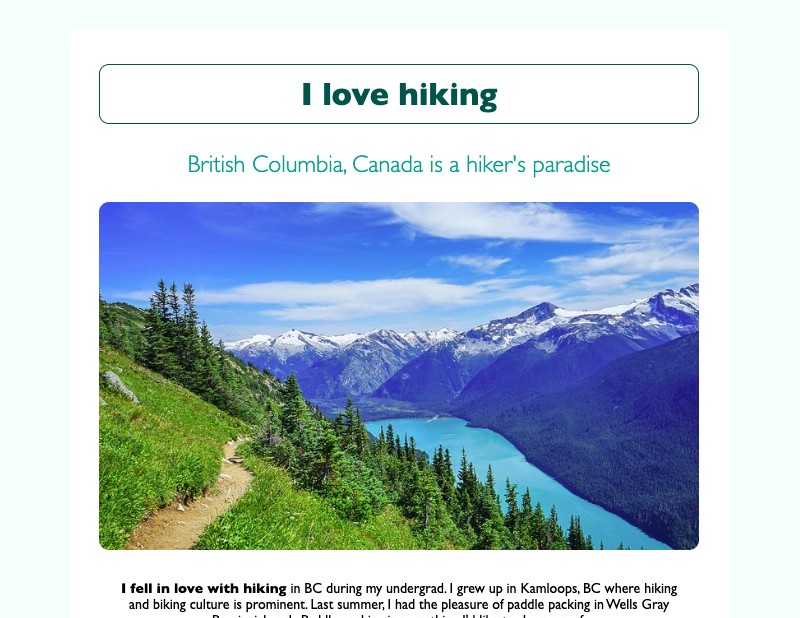 I love hiking
British Columbia, Canada is a hiker's paradise
I fell in love with hiking in BC during my undergrad. I grew up in Kamloops, BC where hiking
and biking culture is prominent. Last summer, I had the pleasure of paddle packing in Wells Gray